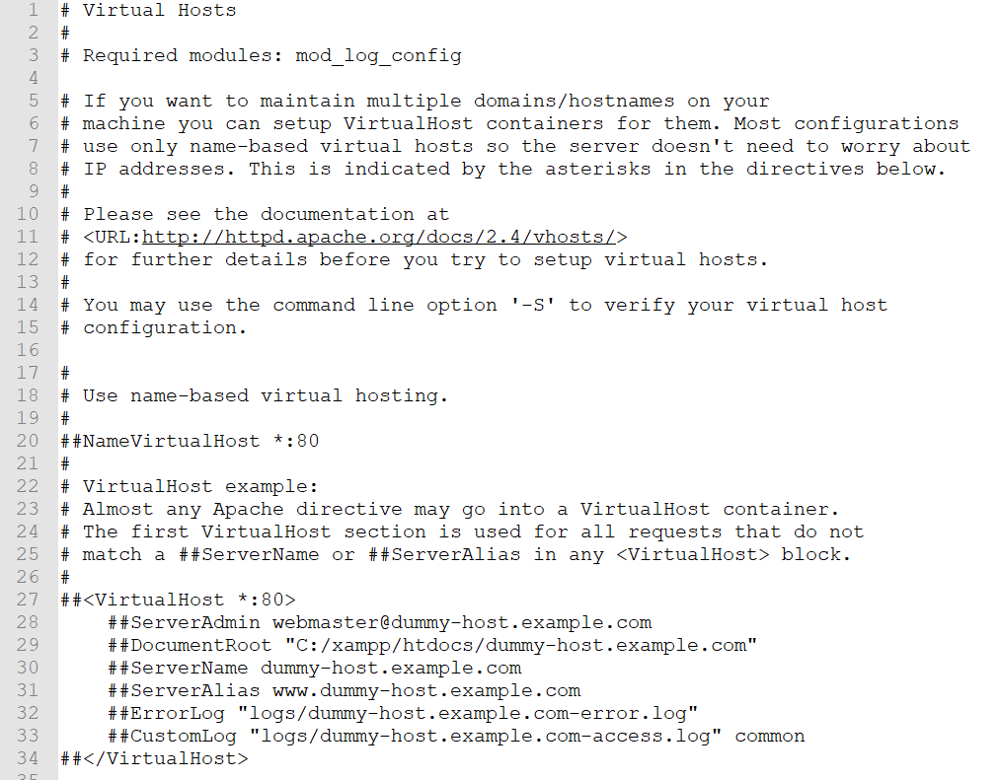 1 # Virtual Hosts
2 #
3 # Required modules: mod_log_config
4
5 # If you want to maintain multiple domains/hostnames on your
6 # machine you can setup VirtualHost containers for them. Most configurations
7 # use only name-based virtual hosts so the server doesn't need to worry about
8 # IP addresses. This is indicated by the asterisks in the directives below.
9 #
10 # Please see the documentation at
11 # <URL:http://httpd.apache.org/docs/2.4/vhosts/>
12 # for further details before you try to setup virtual hosts.
13 #
14 # You may use the command line option '-S' to verify your virtual host
15 # configuration.
16
17 #
18 # Use name-based virtual hosting.
19 #
20 ##NameVirtualHost *:80
21 #
22 # VirtualHost example:
23 # Almost any Apache directive may go into a VirtualHost container.
24 # The first VirtualHost section is used for all requests that do not
25 # match a ##ServerName or ##ServerAlias in any <VirtualHost> block.
26 #
27 ##<VirtualHost *:80>
28     ##ServerAdmin webmaster@dummy-host.example.com
29     ##DocumentRoot "C:/xampp/htdocs/dummy-host.example.com"
30     ##ServerName dummy-host.example.com
31     ##ServerAlias www.dummy-host.example.com
32     ##ErrorLog "logs/dummy-host.example.com-error.log"
33     ##CustomLog "logs/dummy-host.example.com-access.log" common
34 ##</VirtualHost>
35